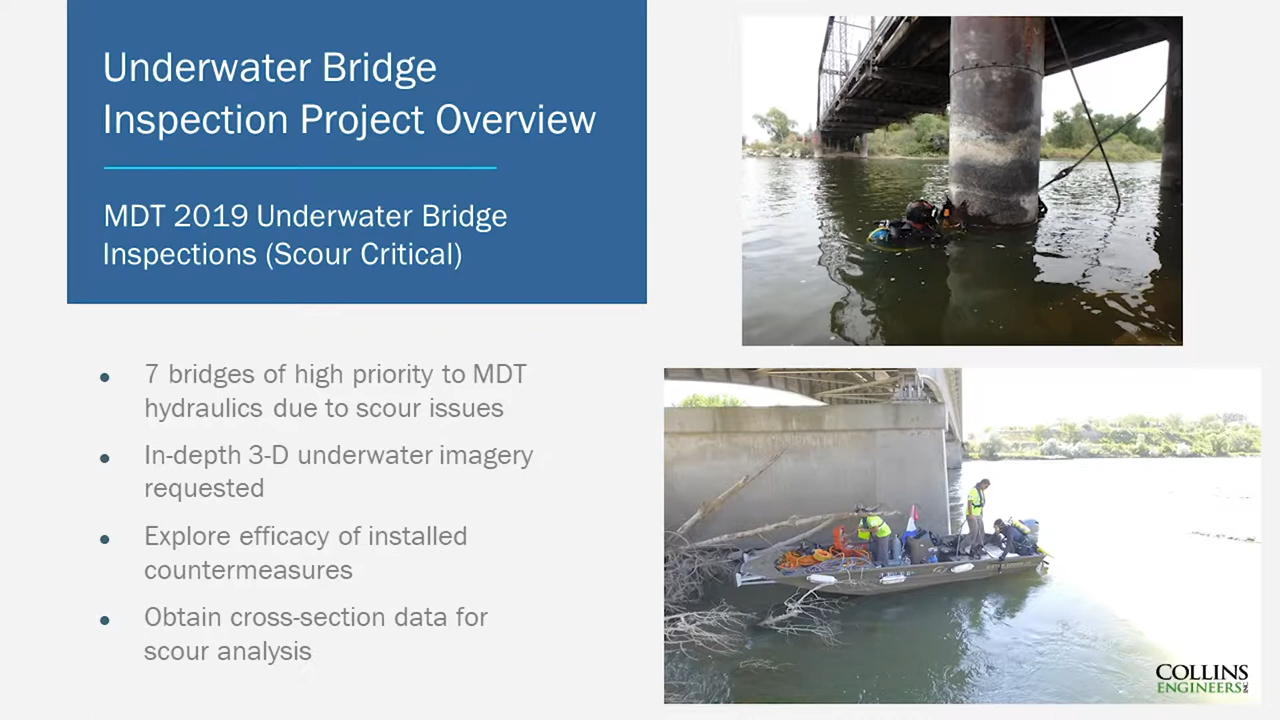 Underwater Bridge
Inspection Project Overview
MDT 2019 Underwater Bridge
Inspections (Scour Critical)
• 7 bridges of high priority to MDT
hydraulics due to scour issues
• In-depth 3-D underwater imagery
requested
• Explore efficacy of installed
countermeasures
• Obtain cross-section data for
scour analysis
COLLINS
ENGINEERS INC